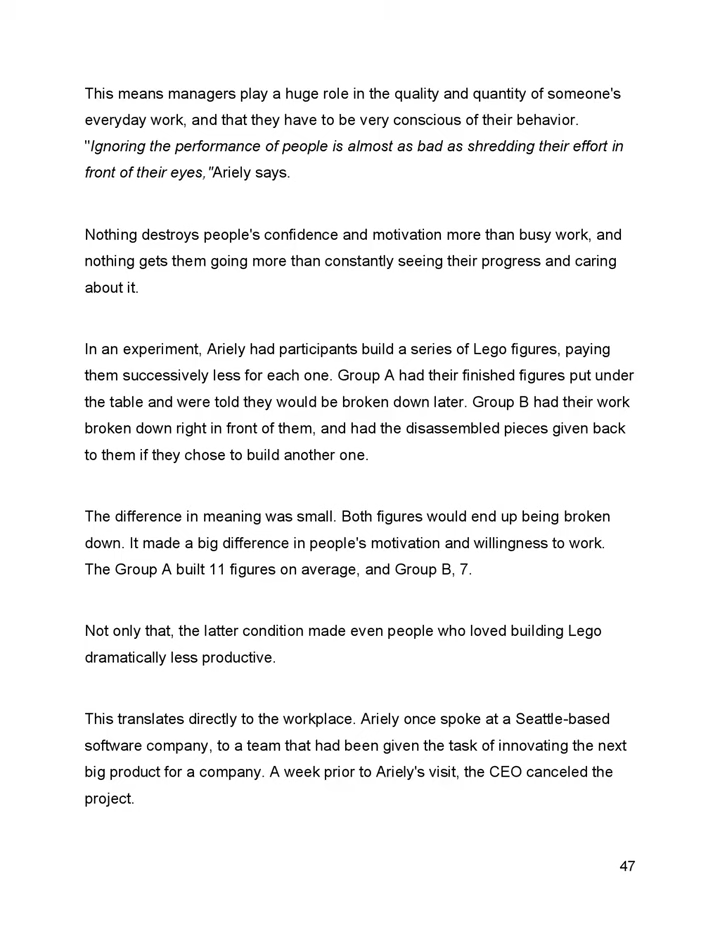 This means managers play a huge role in the quality and quantity of someone's
everyday work, and that they have to be very conscious of their behavior.
"Ignoring the performance of people is almost as bad as shredding their effort in
front of their eyes,"Ariely says.
Nothing destroys people's confidence and motivation more than busy work, and
nothing gets them going more than constantly seeing their progress and caring
about it.
In an experiment, Ariely had participants build a series of Lego figures, paying
them successively less for each one. Group A had their finished figures put under
the table and were told they would be broken down later. Group B had their work
broken down right in front of them, and had the disassembled pieces given back
to them if they chose to build another one.
The difference in meaning was small. Both figures would end up being broken
down. It made a big difference in people's motivation and willingness to work.
The Group A built 11 figures on average, and Group B, 7.
Not only that, the latter condition made even people who loved building Lego
dramatically less productive.
This translates directly to the workplace. Ariely once spoke at a Seattle-based
software company, to a team that had been given the task of innovating the next
big product for a company. A week prior to Ariely's visit, the CEO canceled the
project.
47